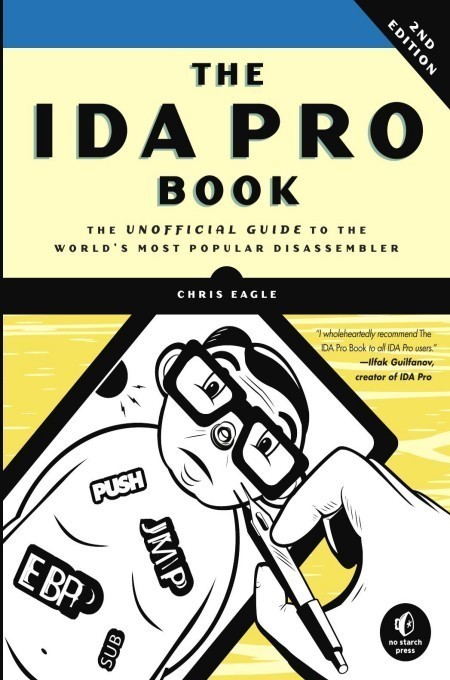 2ND
EDITION
THE
IDA PRO
BOOK
THE UNOFFICIAL GUIDE TO THE
WORLD'S MOST POPULAR DISASSEMBLER
CHRIS EAGLE
"I wholeheartedly recommend The
IDA Pro Book to all IDA Pro users."
—Ilfak Guilfanov,
creator of IDA Pro
PUSH
JMP
EBP
SUB
no starch
press